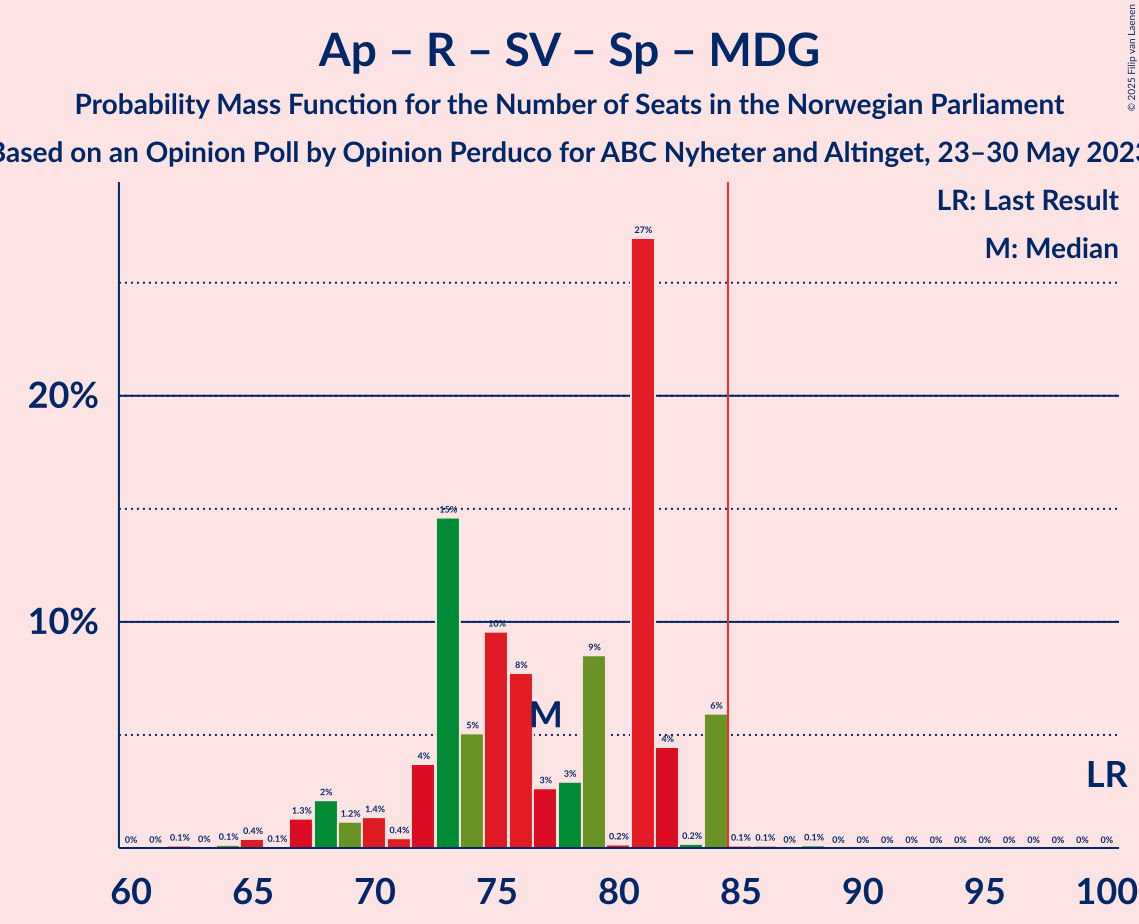 Ap – R – SV – Sp – MDG
Probability Mass Function for the Number of Seats in the Norwegian Parliament
Based on an Opinion Poll by Opinion Perduco for ABC Nyheter and Altinget, 23–30 May 2023
© 2025 Filip van Laenen
LR: Last Result
M: Median
27%
20%
15%
10%
10%
9%
8%
M
6%
5%
4%
4%
3%
3%
LR
0% 0% 0.1% 0% 0.1% 0.4% 0.1% 1.3% 2% 1.2% 1.4% 0.4% 0.2% 0.2% 0.1% 0.1% 0% 0.1% 0% 0% 0% 0% 0% 0% 0% 0% 0% 0% 0% 0%
60 65 70 75 80 85 90 95 100